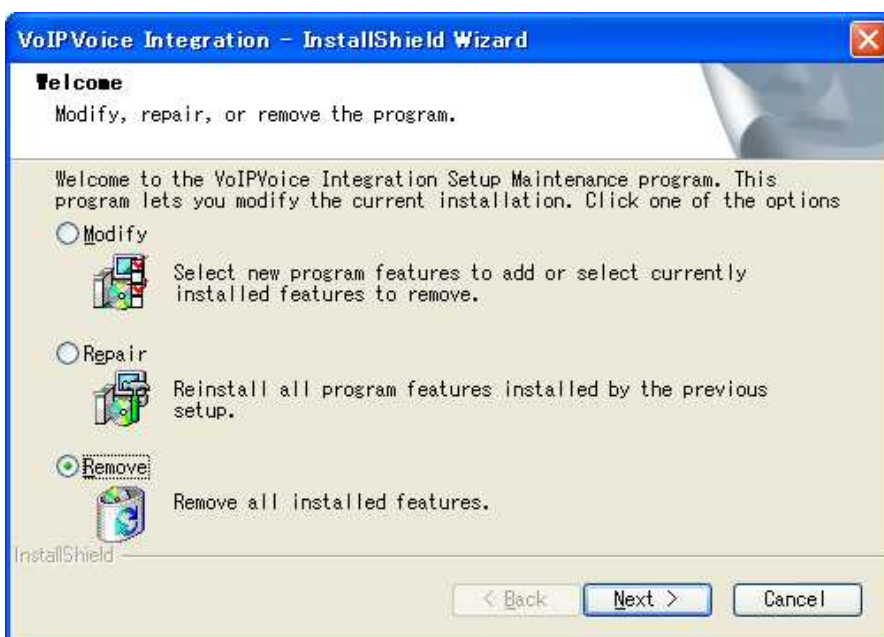 VoIPVoice Integration - InstallShield Wizard
Welcome
Modify, repair, or remove the program.
Welcome to the VoIPVoice Integration Setup Maintenance program. This
program lets you modify the current installation. Click one of the options
Modify
Select new program features to add or select currently
installed features to remove.
Repair
Reinstall all program features installed by the previous
setup.
Remove
Remove all installed features.
InstallShield
< Back
Next >
Cancel